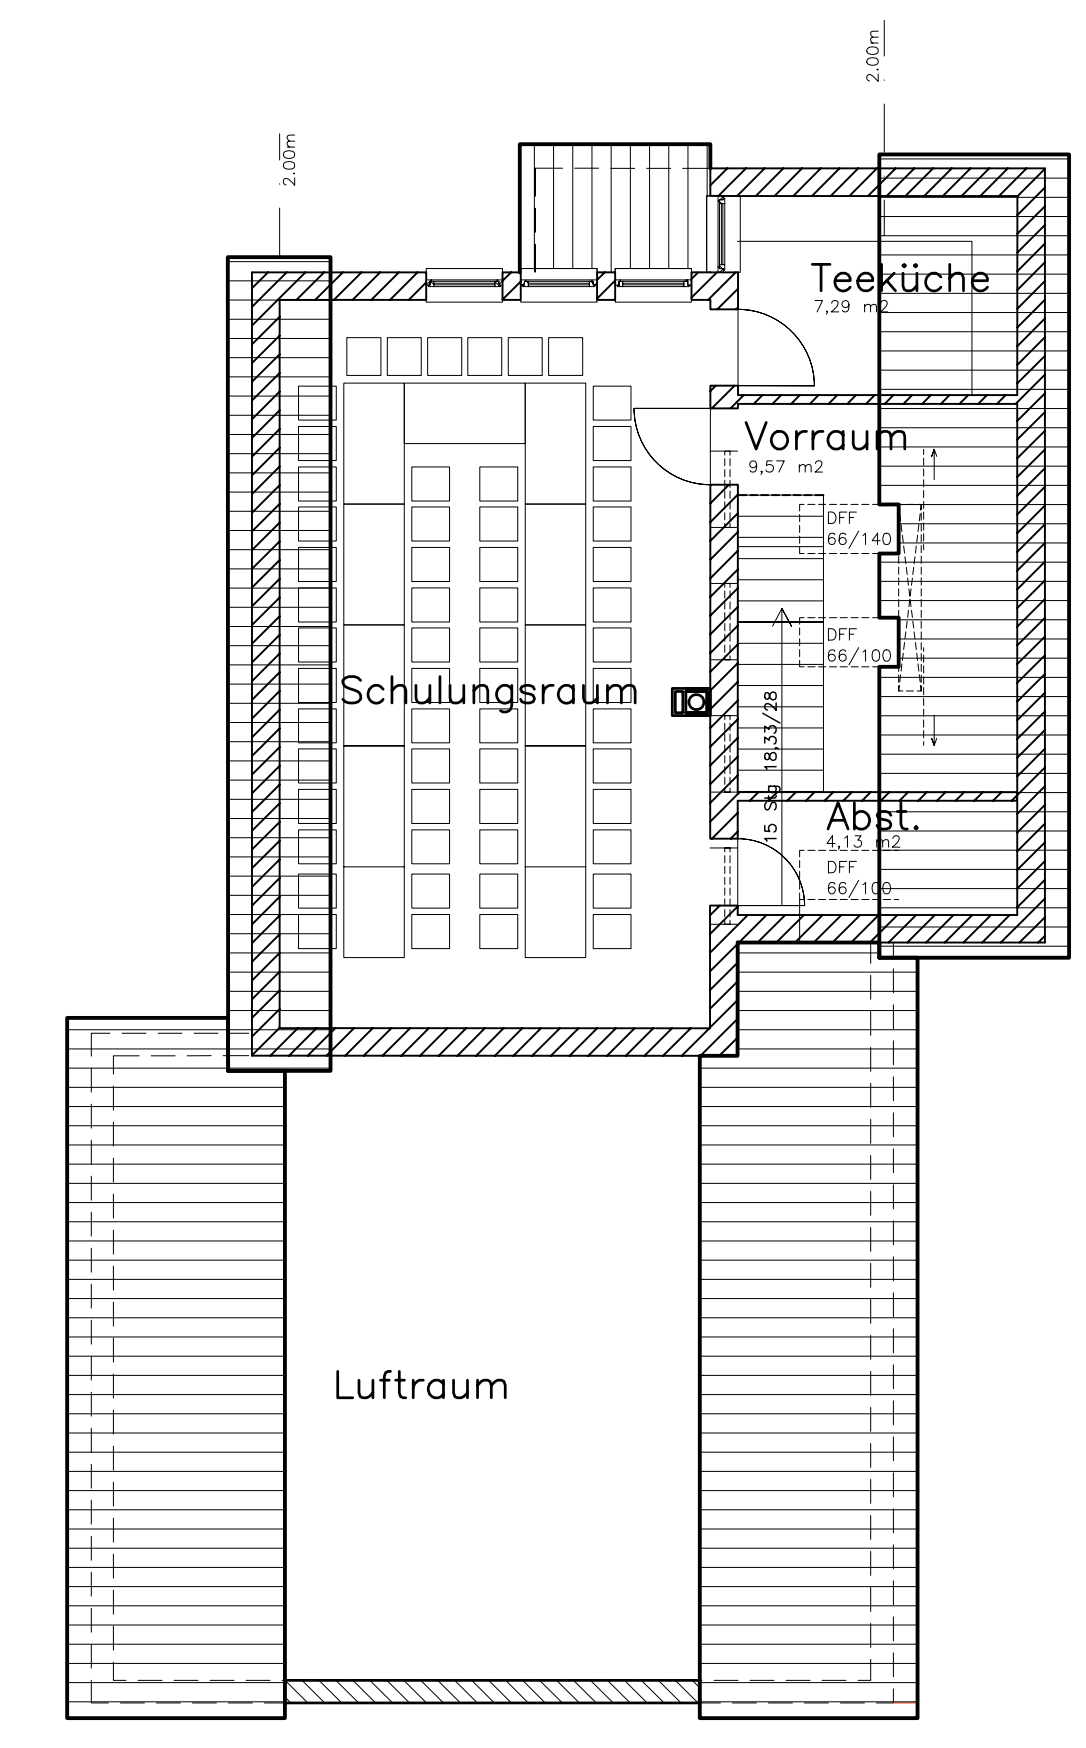 2.00m
2.00m
Teeküche
7,29 m2
Vorraum
9,57 m2
DFF
66/140
DFF
66/100
Schulungsraum
15 Stg 18,33/28
Abst.
4,13 m2
DFF
66/100
Luftraum